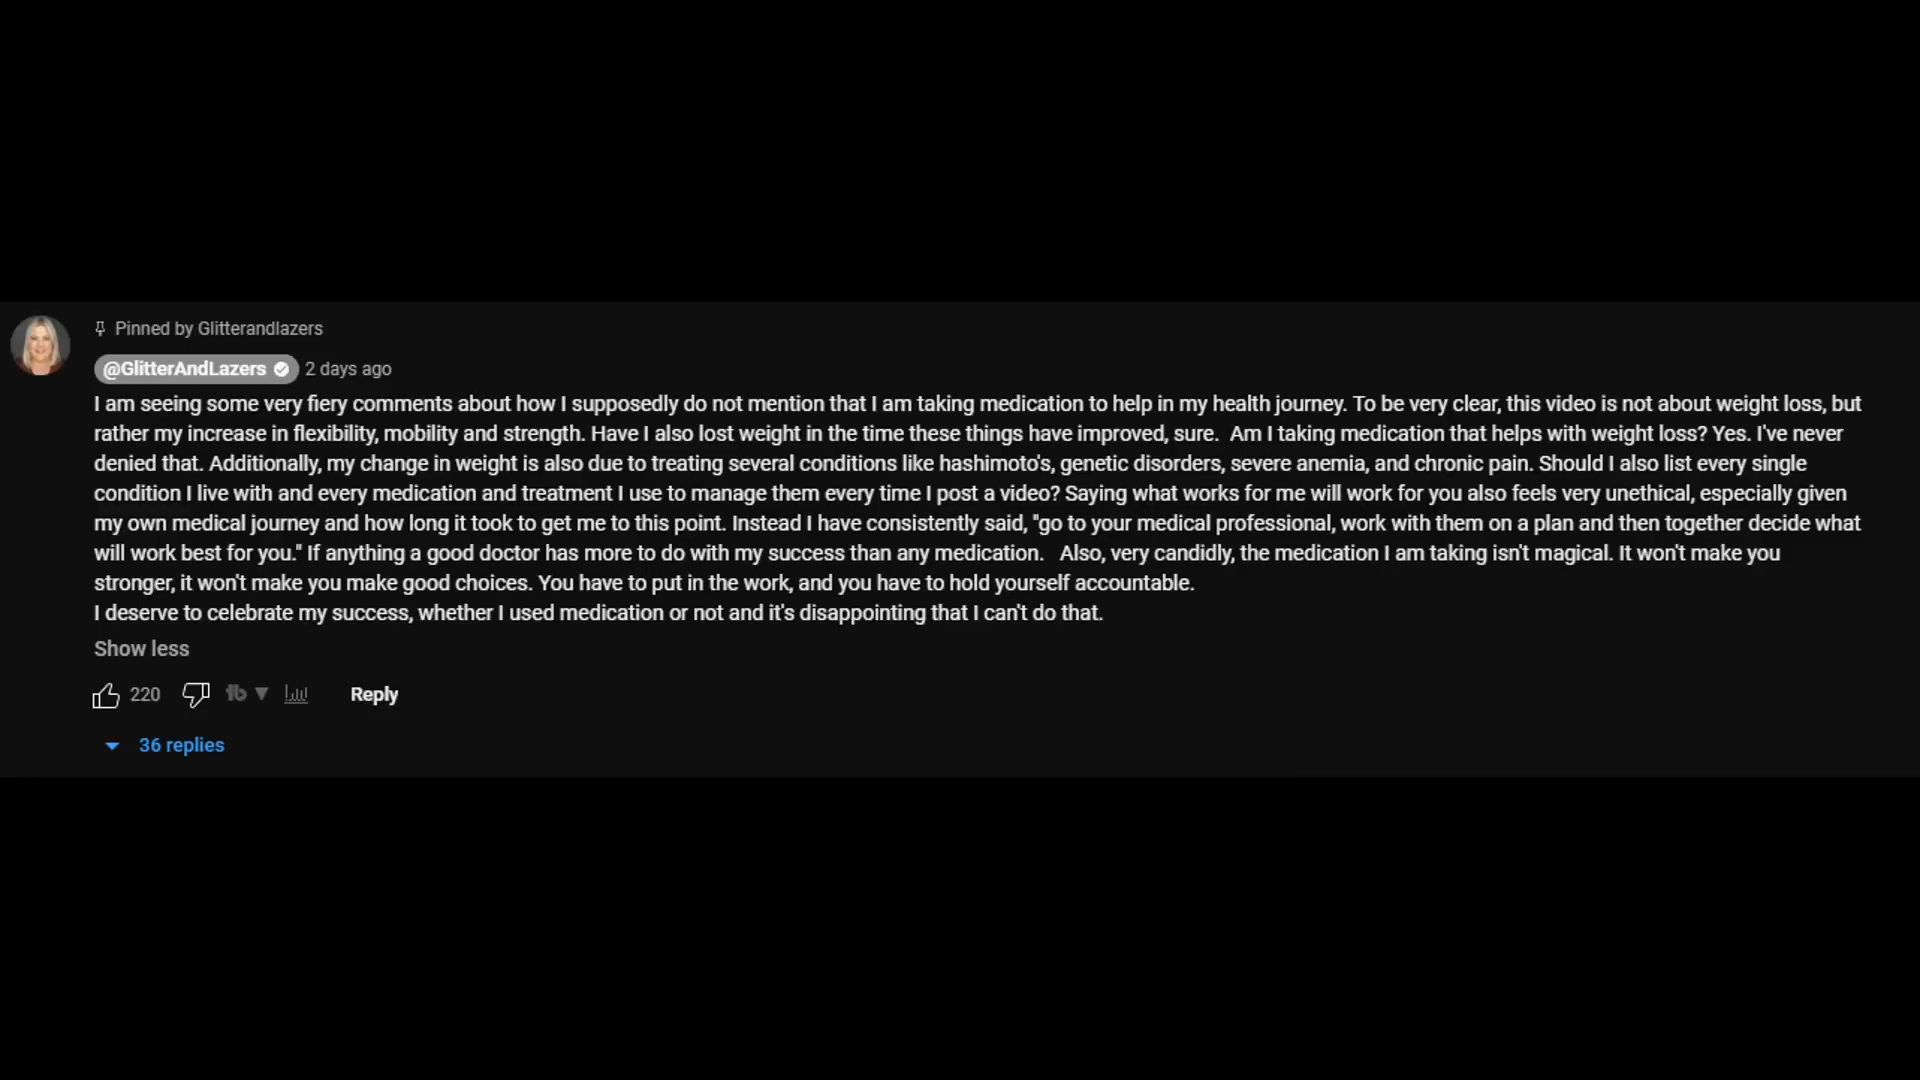 Pinned by Glitterandlazers
@GlitterAndLazers 2 days ago
I am seeing some very fiery comments about how I supposedly do not mention that I am taking medication to help in my health journey. To be very clear, this video is not about weight loss, but
rather my increase in flexibility, mobility and strength. Have I also lost weight in the time these things have improved, sure.  Am I taking medication that helps with weight loss? Yes. I've never
denied that. Additionally, my change in weight is also due to treating several conditions like hashimoto's, genetic disorders, severe anemia, and chronic pain. Should I also list every single
condition I live with and every medication and treatment I use to manage them every time I post a video? Saying what works for me will work for you also feels very unethical, especially given
my own medical journey and how long it took to get me to this point. Instead I have consistently said, "go to your medical professional, work with them on a plan and then together decide what
will work best for you." If anything a good doctor has more to do with my success than any medication.   Also, very candidly, the medication I am taking isn't magical. It won't make you
stronger, it won't make you make good choices. You have to put in the work, and you have to hold yourself accountable.
I deserve to celebrate my success, whether I used medication or not and it's disappointing that I can't do that.
Show less
220 Reply
36 replies